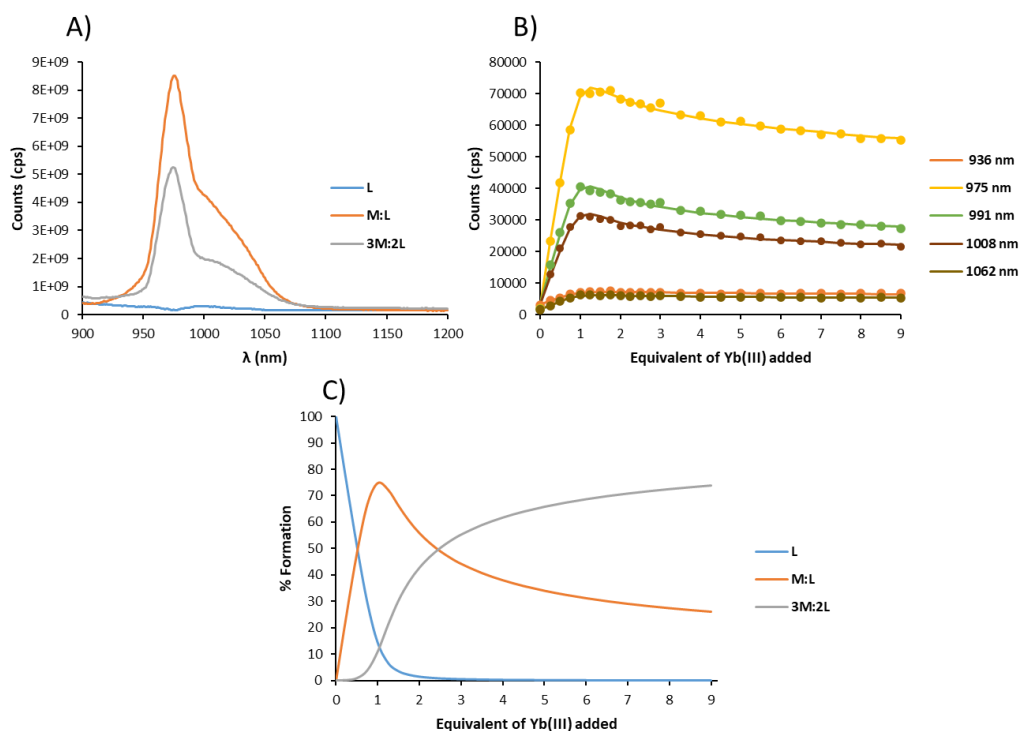 A)
9E+09
8E+09
7E+09
6E+09
5E+09
4E+09
3E+09
2E+09
1E+09
0
Counts (cps)
900 950 1000 1050 1100 1150 1200
λ (nm)
L
M:L
3M:2L
B)
80000
70000
60000
50000
40000
30000
20000
10000
0
Counts (cps)
0 1 2 3 4 5 6 7 8 9
Equivalent of Yb(III) added
936 nm
975 nm
991 nm
1008 nm
1062 nm
C)
100
90
80
70
60
50
40
30
20
10
0
% Formation
0 1 2 3 4 5 6 7 8 9
Equivalent of Yb(III) added
L
M:L
3M:2L